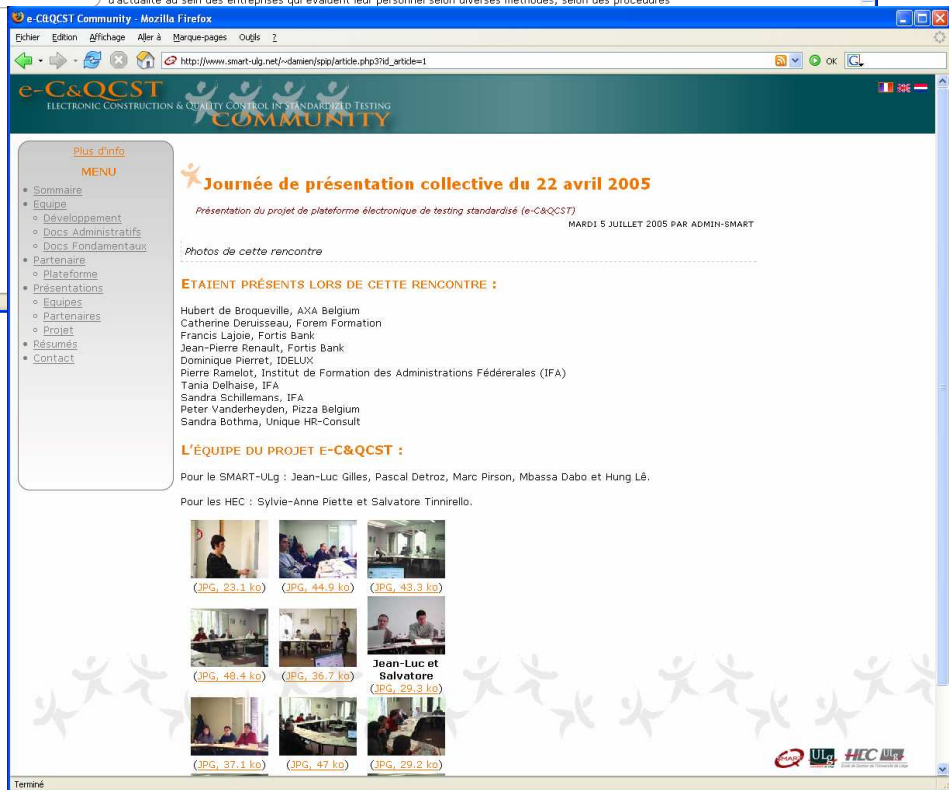 d'actualité au sein des entreprises qui évaluent leur personnel selon diverses méthodes, selon des procédures
e-C&QCST Community - Mozilla Firefox
Fichier Edition Affichage Aller à Marque-pages Outils ?
http://www.smart-ulg.net/~damien/spip/article.php3?id_article=1
OK
e-C&QCST
ELECTRONIC CONSTRUCTION & QUALITY CONTROL IN STANDARDIZED TESTING
COMMUNITY
Plus d'info
MENU
Sommaire
Equipe
Développement
Docs Administratifs
Docs Fondamentaux
Partenaire
Plateforme
Présentations
Equipes
Partenaires
Projet
Résumés
Contact
Journée de présentation collective du 22 avril 2005
Présentation du projet de plateforme électronique de testing standardisé (e-C&QCST)
MARDI 5 JUILLET 2005 PAR ADMIN-SMART
Photos de cette rencontre
ETAIENT PRÉSENTS LORS DE CETTE RENCONTRE :
Hubert de Broqueville, AXA Belgium
Catherine Deruisseau, Forem Formation
Francis Lajoie, Fortis Bank
Jean-Pierre Renault, Fortis Bank
Dominique Pierret, IDELUX
Pierre Ramelot, Institut de Formation des Administrations Fédérerales (IFA)
Tania Delhaise, IFA
Sandra Schillemans, IFA
Peter Vanderheyden, Pizza Belgium
Sandra Bothma, Unique HR-Consult
L'ÉQUIPE DU PROJET E-C&QCST :
Pour le SMART-ULg : Jean-Luc Gilles, Pascal Detroz, Marc Pirson, Mbassa Dabo et Hung Lê.
Pour les HEC : Sylvie-Anne Piette et Salvatore Tinnirello.
(JPG, 23.1 ko) (JPG, 44.9 ko) (JPG, 43.3 ko)
Jean-Luc et
Salvatore
(JPG, 48.4 ko) (JPG, 36.7 ko) (JPG, 29.3 ko)
(JPG, 37.1 ko) (JPG, 47 ko) (JPG, 29.2 ko)
SMART ULg HEC ULg
Terminé